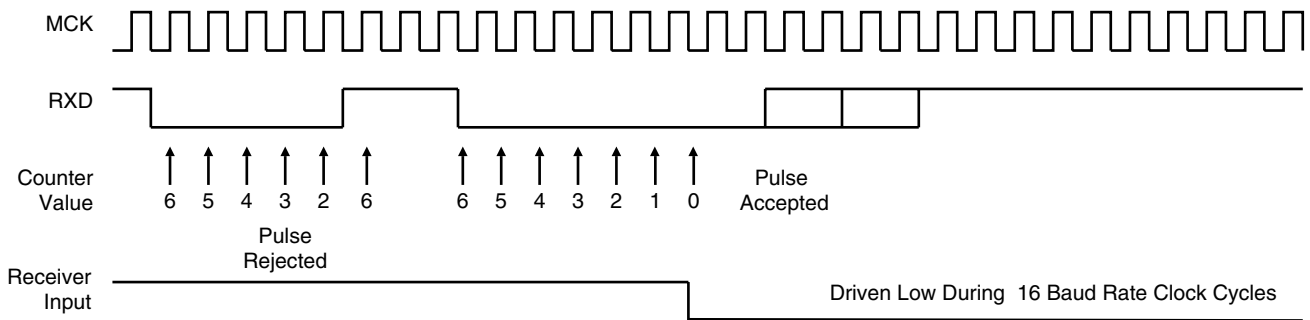 MCK
RXD
Counter
Value
6 5 4 3 2 6 6 5 4 3 2 1 0
Pulse
Accepted
Pulse
Rejected
Receiver
Input
Driven Low During 16 Baud Rate Clock Cycles